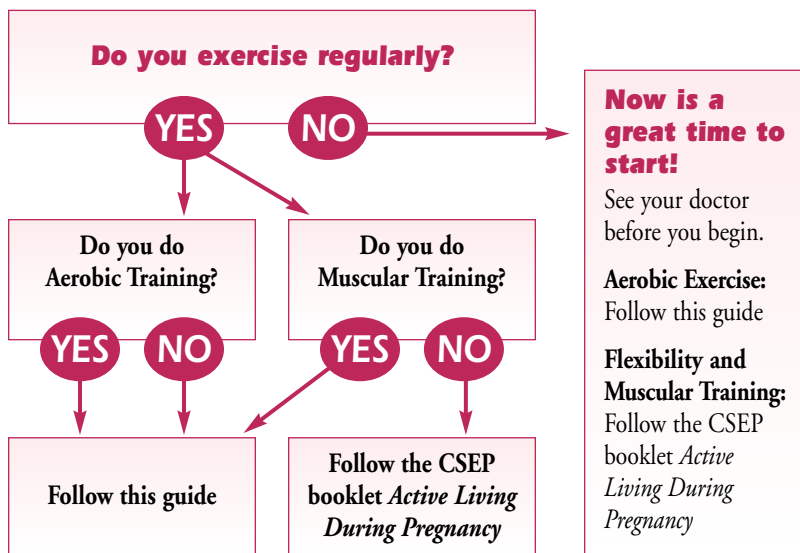 Do you exercise regularly?
YES
NO
Now is a
great time to
start!
See your doctor
before you begin.
Aerobic Exercise:
Follow this guide
Flexibility and
Muscular Training:
Follow the CSEP
booklet Active
Living During
Pregnancy
Do you do
Aerobic Training?
YES
NO
Do you do
Muscular Training?
YES
NO
Follow this guide
Follow the CSEP
booklet Active Living
During Pregnancy